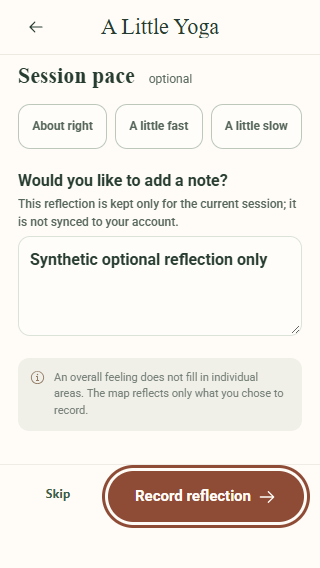 A Little Yoga
Session pace optional
About right
A little fast
A little slow
Would you like to add a note?
This reflection is kept only for the current session; it
is not synced to your account.
Synthetic optional reflection only
An overall feeling does not fill in individual
areas. The map reflects only what you chose to
record.
Skip
Record reflection